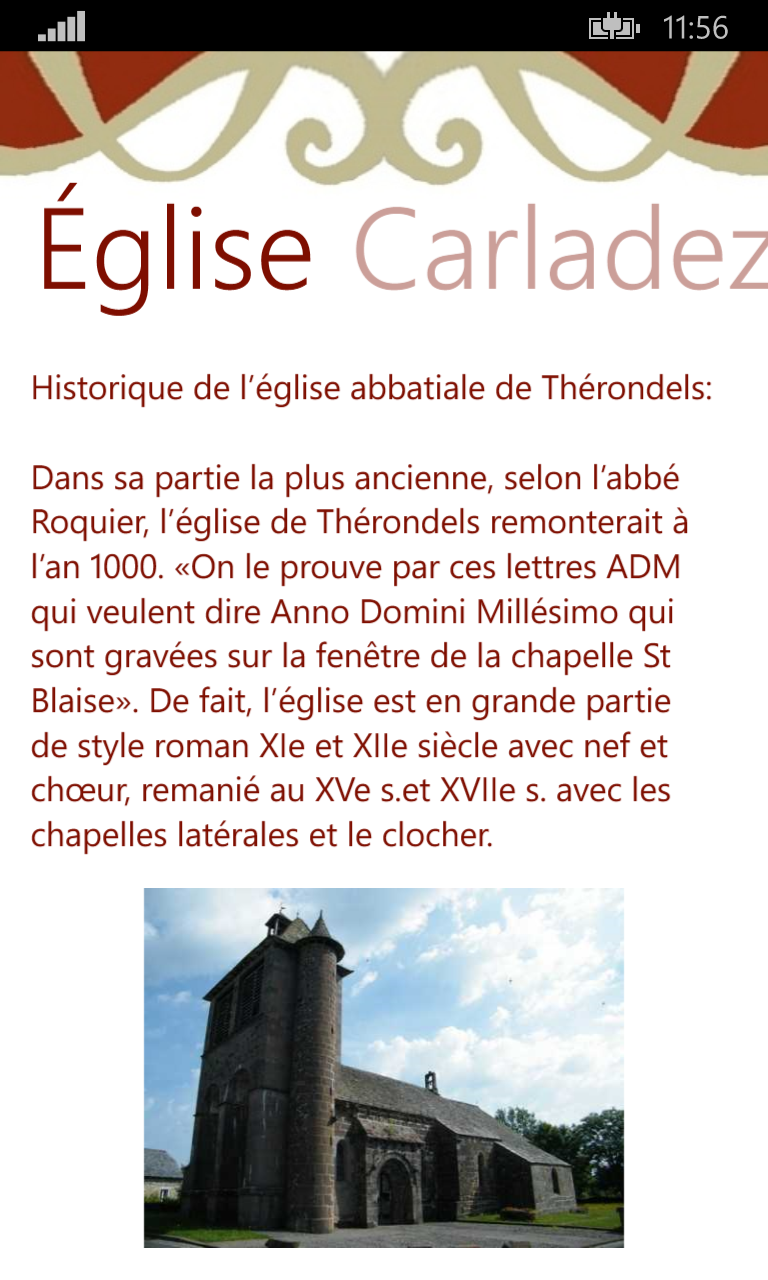 11:56
Église Carladez
Historique de l’église abbatiale de Thérondels:
Dans sa partie la plus ancienne, selon l’abbé
Roquier, l’église de Thérondels remonterait à
l’an 1000. «On le prouve par ces lettres ADM
qui veulent dire Anno Domini Millésimo qui
sont gravées sur la fenêtre de la chapelle St
Blaise». De fait, l’église est en grande partie
de style roman XIe et XIIe siècle avec nef et
chœur, remanié au XVe s.et XVIIe s. avec les
chapelles latérales et le clocher.